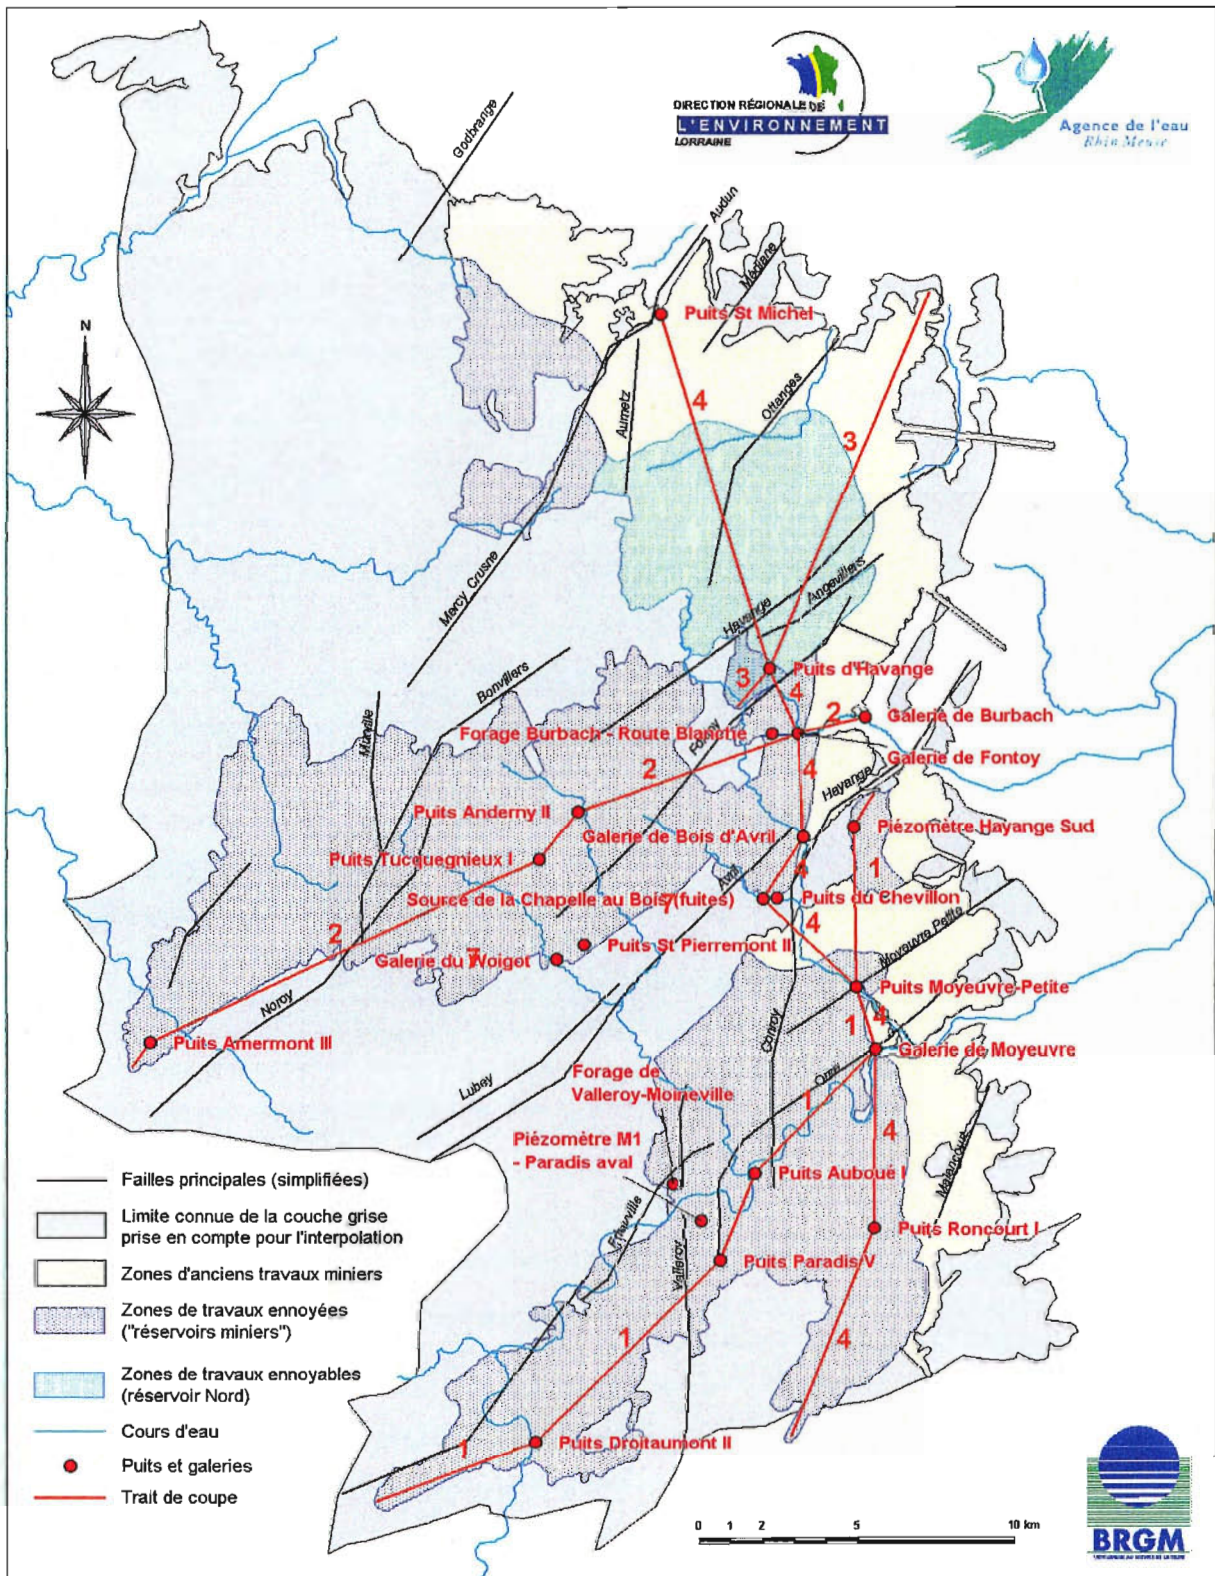 DIRECTION RÉGIONALE DE
L'ENVIRONNEMENT
LORRAINE
Agence de l'eau
Rhin Meuse
Godbrange
Audun
Médiane
N
Puits St Michel
4
Ottanges
Aumetz
3
Mercy Crusne
Havange
Angevillers
Puits d'Havange
3
4
Bonvillers
Murville
Fontoy
2
Galerie de Burbach
Forage Burbach - Route Blanche
Galerie de Fontoy
2
4
Hayange
Puits Anderny II
Galerie de Bois d'Avril
Piézomètre Hayange Sud
Puits Tucquegnieux I
4
1
Avril
Source de la Chapelle au Bois (fuites)
Puits du Chevillon
7
4
2
Moyeuvre Petite
Puits St Pierremont II
7
Galerie du Woigot
Puits Moyeuvre-Petite
Noroy
Conroy
1
4
Puits Amermont III
Galerie de Moyeuvre
Orne
Lubey
Forage de
Valleroy-Moineville
1
4
Piézomètre M1
- Paradis aval
Malancourt
Puits Auboué I
Failles principales (simplifiées)
Limite connue de la couche grise
prise en compte pour l'interpolation
Puits Roncourt I
Valleroy
Puits Paradis V
Zones d'anciens travaux miniers
Zones de travaux ennoyées
("réservoirs miniers")
1
4
Zones de travaux ennoyables
(réservoir Nord)
Cours d'eau
1
Puits Droitaumont II
Puits et galeries
Trait de coupe
0 1 2 5 10 km
BRGM